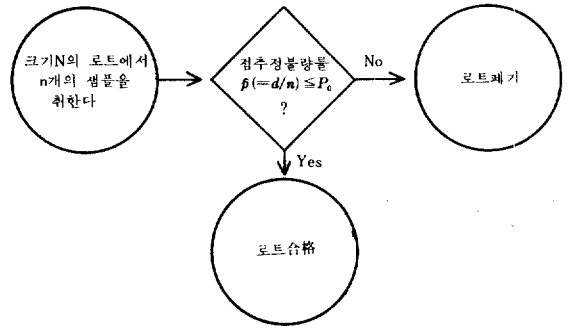 크기N의 로트에서
n개의 샘플을
취한다
점추정불량물
p̂(=d/n)≦P₀
?
No
로트폐기
Yes
로트合格